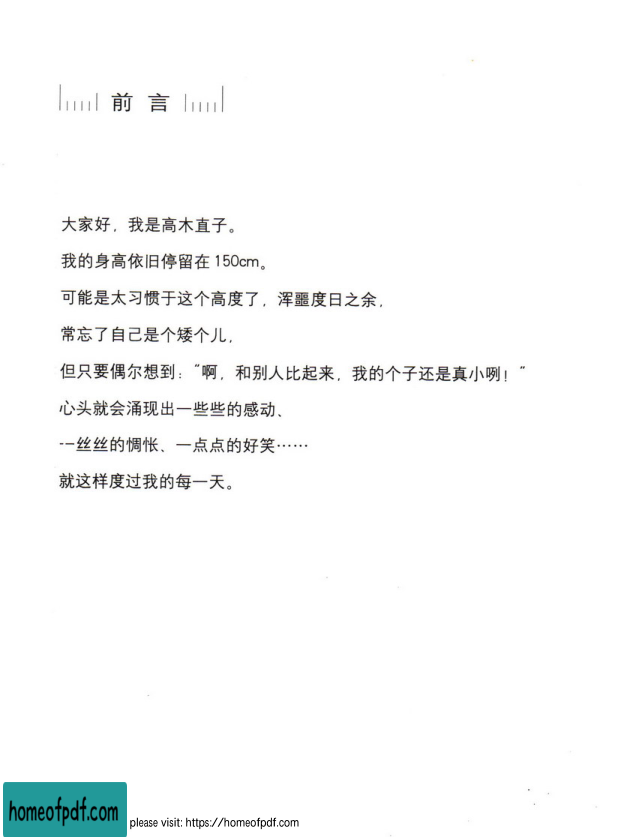 前言
大家好，我是高木直子。
我的身高依旧停留在150cm。
可能是太习惯于这个高度了，浑噩度日之余，
常忘了自己是个矮个儿，
但只要偶尔想到：“啊，和别人比起来，我的个子还是真小咧！”
心头就会涌现出一些些的感动、
一丝丝的惆怅、一点点的好笑……
就这样度过我的每一天。
homeofpdf.com
please visit: https://homeofpdf.com